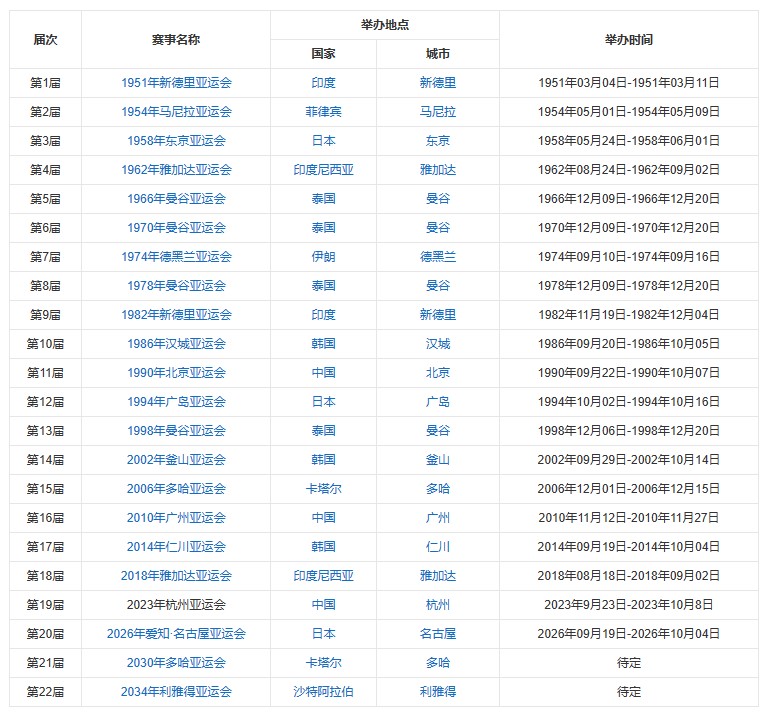 届次 赛事名称 举办地点 举办时间
国家 城市
第1届 1951年新德里亚运会 印度 新德里 1951年03月04日-1951年03月11日
第2届 1954年马尼拉亚运会 菲律宾 马尼拉 1954年05月01日-1954年05月09日
第3届 1958年东京亚运会 日本 东京 1958年05月24日-1958年06月01日
第4届 1962年雅加达亚运会 印度尼西亚 雅加达 1962年08月24日-1962年09月02日
第5届 1966年曼谷亚运会 泰国 曼谷 1966年12月09日-1966年12月20日
第6届 1970年曼谷亚运会 泰国 曼谷 1970年12月09日-1970年12月20日
第7届 1974年德黑兰亚运会 伊朗 德黑兰 1974年09月10日-1974年09月16日
第8届 1978年曼谷亚运会 泰国 曼谷 1978年12月09日-1978年12月20日
第9届 1982年新德里亚运会 印度 新德里 1982年11月19日-1982年12月04日
第10届 1986年汉城亚运会 韩国 汉城 1986年09月20日-1986年10月05日
第11届 1990年北京亚运会 中国 北京 1990年09月22日-1990年10月07日
第12届 1994年广岛亚运会 日本 广岛 1994年10月02日-1994年10月16日
第13届 1998年曼谷亚运会 泰国 曼谷 1998年12月06日-1998年12月20日
第14届 2002年釜山亚运会 韩国 釜山 2002年09月29日-2002年10月14日
第15届 2006年多哈亚运会 卡塔尔 多哈 2006年12月01日-2006年12月15日
第16届 2010年广州亚运会 中国 广州 2010年11月12日-2010年11月27日
第17届 2014年仁川亚运会 韩国 仁川 2014年09月19日-2014年10月04日
第18届 2018年雅加达亚运会 印度尼西亚 雅加达 2018年08月18日-2018年09月02日
第19届 2023年杭州亚运会 中国 杭州 2023年9月23日-2023年10月8日
第20届 2026年爱知·名古屋亚运会 日本 名古屋 2026年09月19日-2026年10月04日
第21届 2030年多哈亚运会 卡塔尔 多哈 待定
第22届 2034年利雅得亚运会 沙特阿拉伯 利雅得 待定